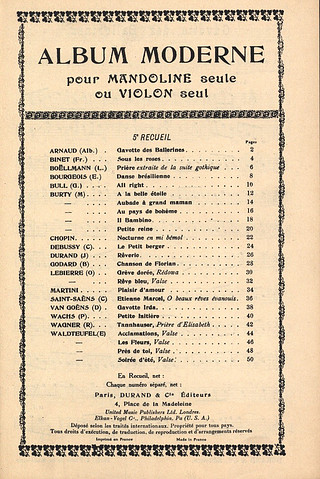 ALBUM MODERNE
pour MANDOLINE seule
ou VIOLON seul
5e RECUEIL
Pages
ARNAUD (Alb.) . . Gavotte des Ballerines . . . 2
BINET (Fr.) . . . Sous les roses . . . 4
BOËLLMANN (L.) Prière extraite de la suite gothique . . . 6
BOURGEOIS (E.) Danse brésilienne . . . 8
BULL (G.) . . . All right . . . 10
BURTY (M) . . . A la belle étoile . . . 12
— Aubade à grand maman . . . 14
— Au pays de bohème . . . 16
— Il Bambino . . . 18
— Petite reine . . . 20
CHOPIN . . . Nocturne en mi bémol . . . 22
DEBUSSY (C). . Le Petit berger . . . 24
DURAND (J) . . Rêverie . . . 26
GODARD (B) . . Chanson de Florian . . . 28
LEBIERRE (O) . Grève dorée, Rédowa . . . 30
— Rêve bleu, Valse . . . 32
MARTINI . . . Plaisir d'amour . . . 34
SAINT-SAËNS (C) Etienne Marcel, O beaux rêves évanouis. 36
VAN GOËNS (D) . Gavotte Irda . . . 38
WACHS (P). . . Petite laitière . . . 40
WAGNER (R). . . Tannhauser, Prière d'Elisabeth . . . 42
WALDTEUFEL(E) Acclamations, Valse . . . 44
— Les Fleurs, Valse . . . 46
— Près de toi, Valse . . . 48
— Soirée d'été, Valse . . . 50
En Recueil, net :
Chaque numéro séparé, net :
Paris, DURAND & Cie Éditeurs
4, Place de la Madeleine
United Music Publishers Ltd. Londres.
Elkan-Vogel Co., Philadelphia, Pa (U. S. A.)
Déposé selon les traités internationaux. Propriété pour tous pays.
Tous droits d'exécution, de traduction, de reproduction et d'arrangements réservés
Imprimé en France Made in France